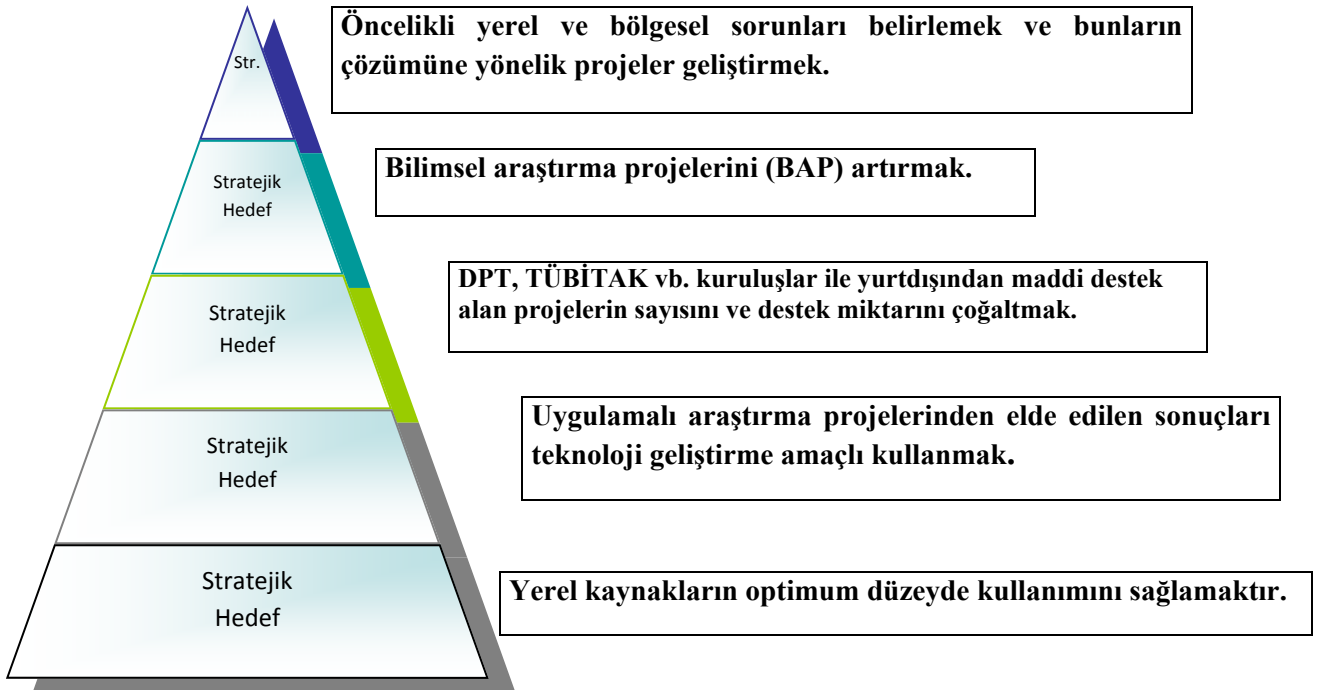 Str.
Öncelikli yerel ve bölgesel sorunları belirlemek ve bunların
çözümüne yönelik projeler geliştirmek.
Stratejik
Hedef
Bilimsel araştırma projelerini (BAP) artırmak.
Stratejik
Hedef
DPT, TÜBİTAK vb. kuruluşlar ile yurtdışından maddi destek
alan projelerin sayısını ve destek miktarını çoğaltmak.
Stratejik
Hedef
Uygulamalı araştırma projelerinden elde edilen sonuçları
teknoloji geliştirme amaçlı kullanmak.
Stratejik
Hedef
Yerel kaynakların optimum düzeyde kullanımını sağlamaktır.